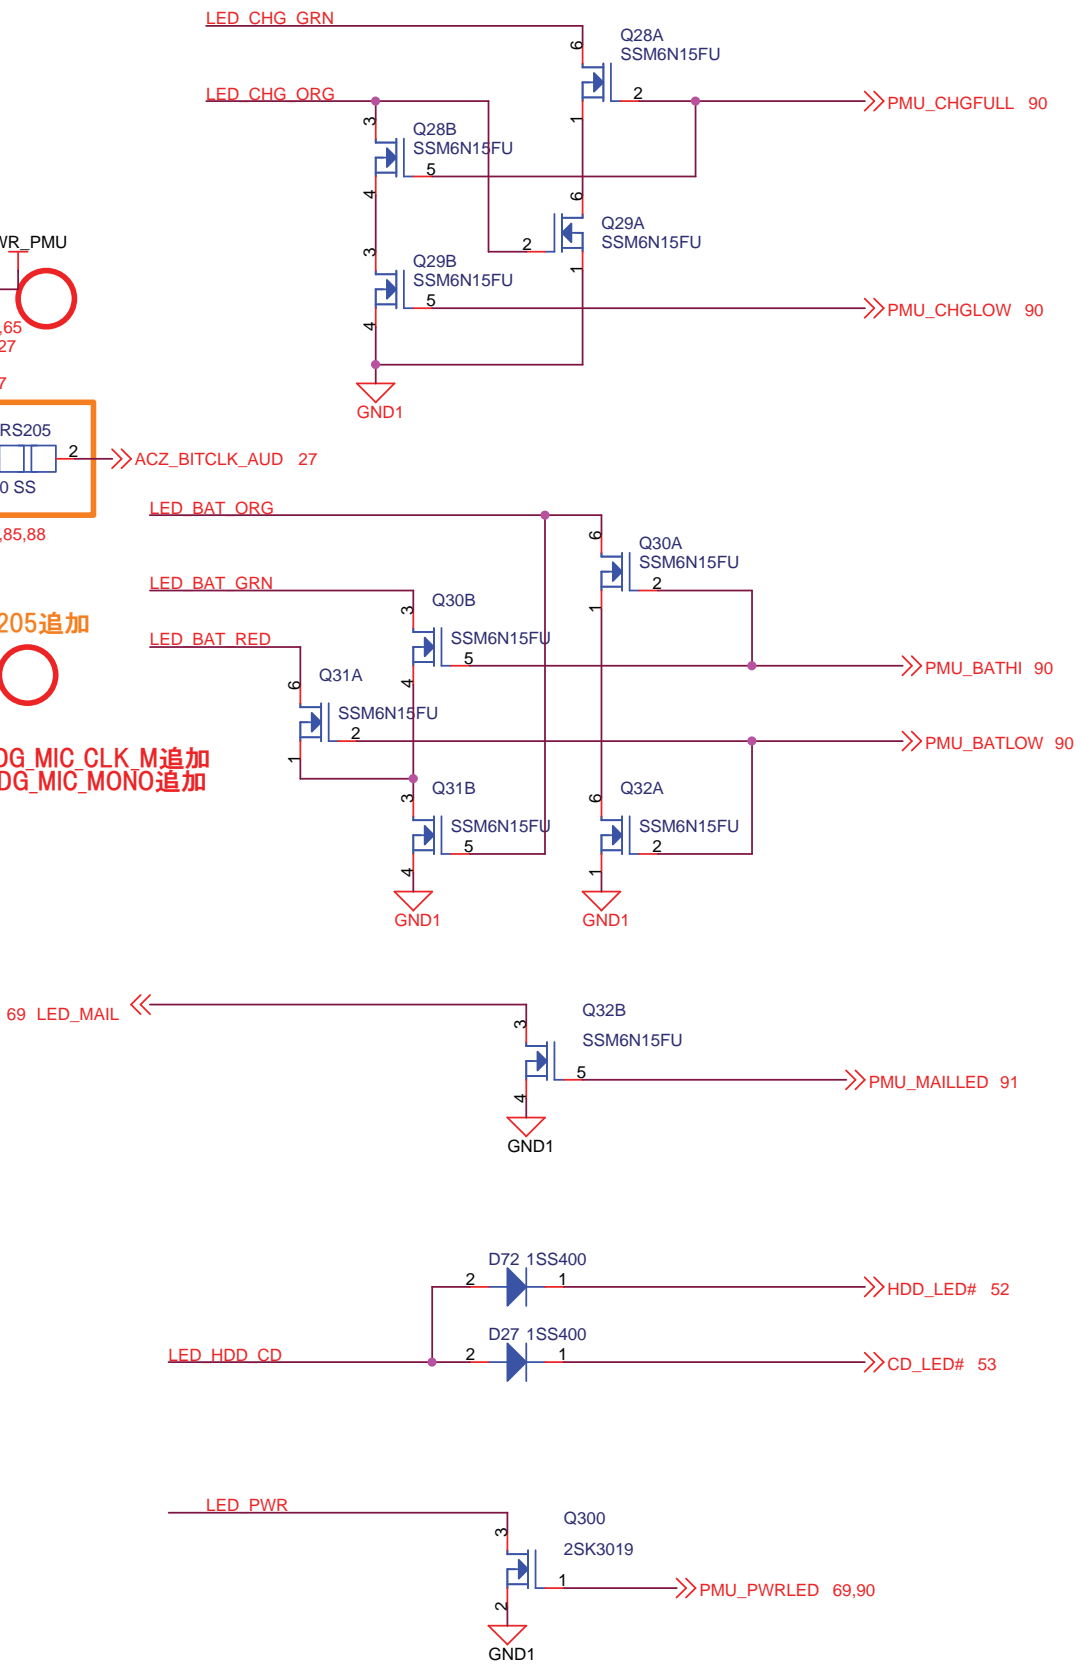 LED_CHG_GRN
6
Q28A
SSM6N15FU
2
1
PMU_CHGFULL 90
LED_CHG_ORG
3
Q28B
SSM6N15FU
5
4
6
Q29A
SSM6N15FU
2
1
3
Q29B
SSM6N15FU
5
4
PMU_CHGLOW 90
GND1
WR_PMU
,65
27
7
RS205
2
0 SS
ACZ_BITCLK_AUD 27
,85,88
LED_BAT_ORG
6
Q30A
SSM6N15FU
2
1
LED_BAT_GRN
3
Q30B
SSM6N15FU
5
4
PMU_BATHI 90
205追加
LED_BAT_RED
6
Q31A
SSM6N15FU
2
1
PMU_BATLOW 90
DG_MIC_CLK_M追加
DG_MIC_MONO追加
3
Q31B
SSM6N15FU
5
4
GND1
6
Q32A
SSM6N15FU
2
1
GND1
69 LED_MAIL
3
Q32B
SSM6N15FU
5
4
PMU_MAILLED 91
GND1
D72 1SS400
2
1
HDD_LED# 52
LED_HDD_CD
D27 1SS400
2
1
CD_LED# 53
LED_PWR
3
Q300
2SK3019
1
2
PMU_PWRLED 69,90
GND1